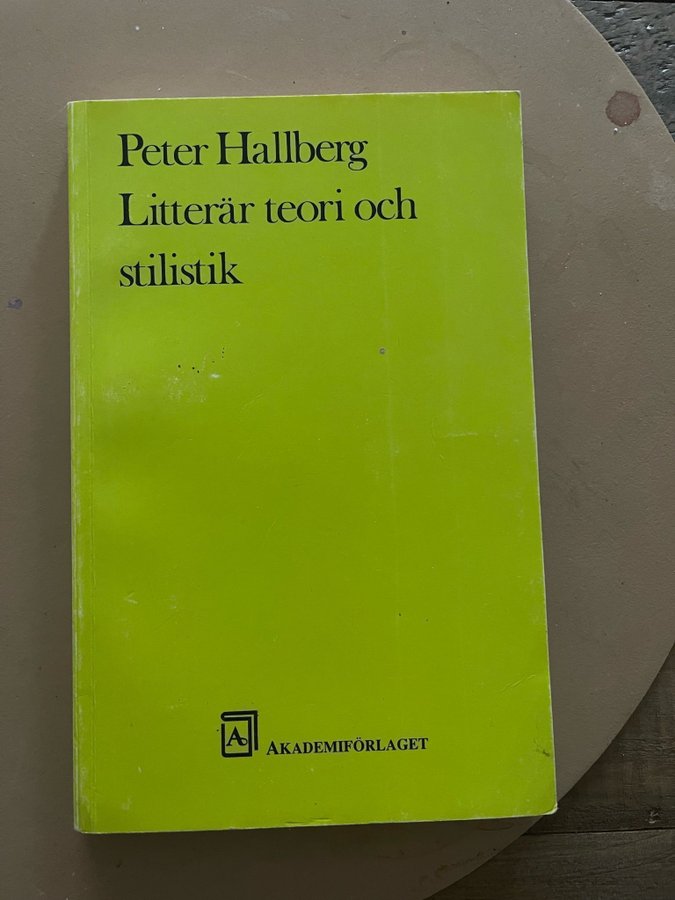 Peter Hallberg
Litterär teori och
stilistik
A
AKADEMIFÖRLAGET